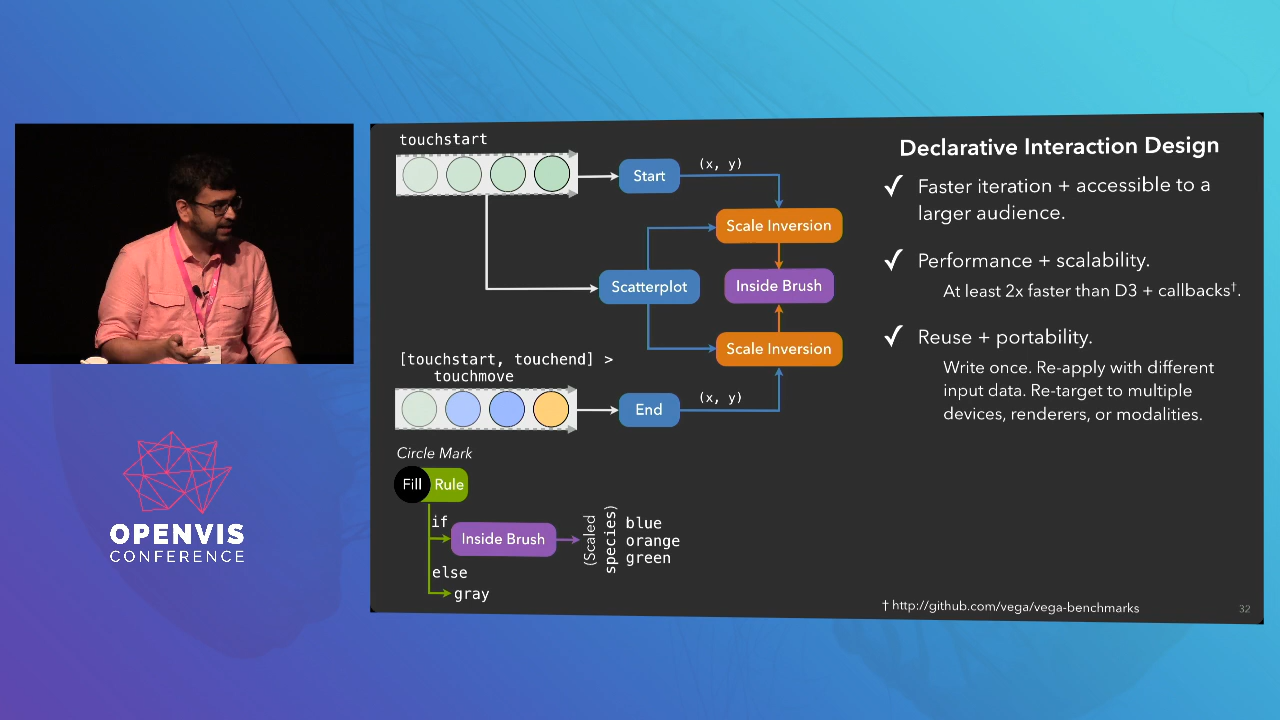 touchstart
Start
(x, y)
Scale Inversion
Scatterplot
Inside Brush
Scale Inversion
[touchstart, touchend] >
touchmove
End
(x, y)
Circle Mark
Fill Rule
if
Inside Brush
(Scaled
species)
blue
orange
green
else
gray
Declarative Interaction Design
✓ Faster iteration + accessible to a
larger audience.
✓ Performance + scalability.
At least 2x faster than D3 + callbacks†.
✓ Reuse + portability.
Write once. Re-apply with different
input data. Re-target to multiple
devices, renderers, or modalities.
† http://github.com/vega/vega-benchmarks
32
OPENVIS
CONFERENCE